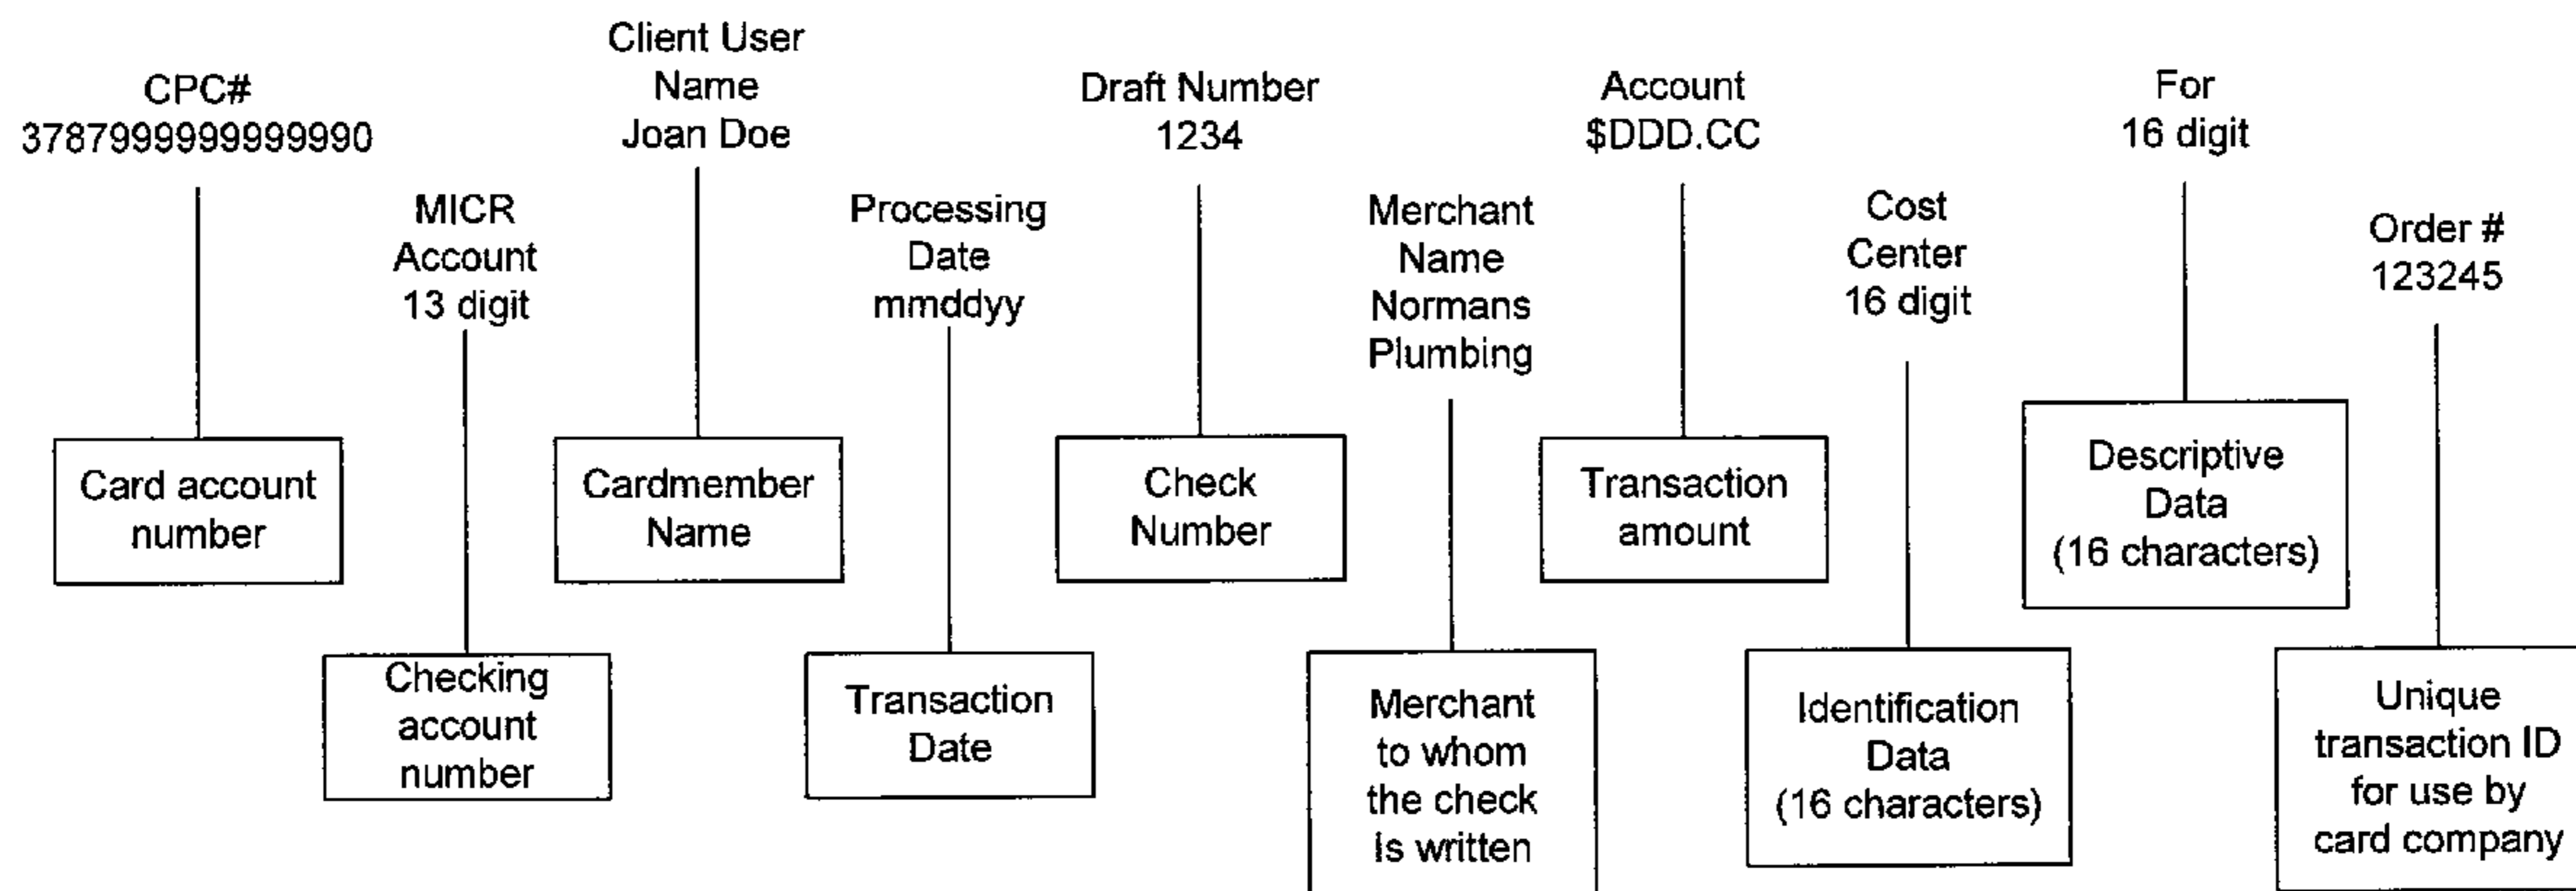 CPC#
3787999999999990
MICR
Account
13 digit
Client User
Name
Joan Doe
Processing
Date
mmddyy
Draft Number
1234
Merchant
Name
Normans
Plumbing
Account
$DDD.CC
Cost
Center
16 digit
For
16 digit
Order #
123245
Card account
number
Checking
account
number
Cardmember
Name
Transaction
Date
Check
Number
Merchant
to whom
the check
is written
Transaction
amount
Identification
Data
(16 characters)
Descriptive
Data
(16 characters)
Unique
transaction ID
for use by
card company